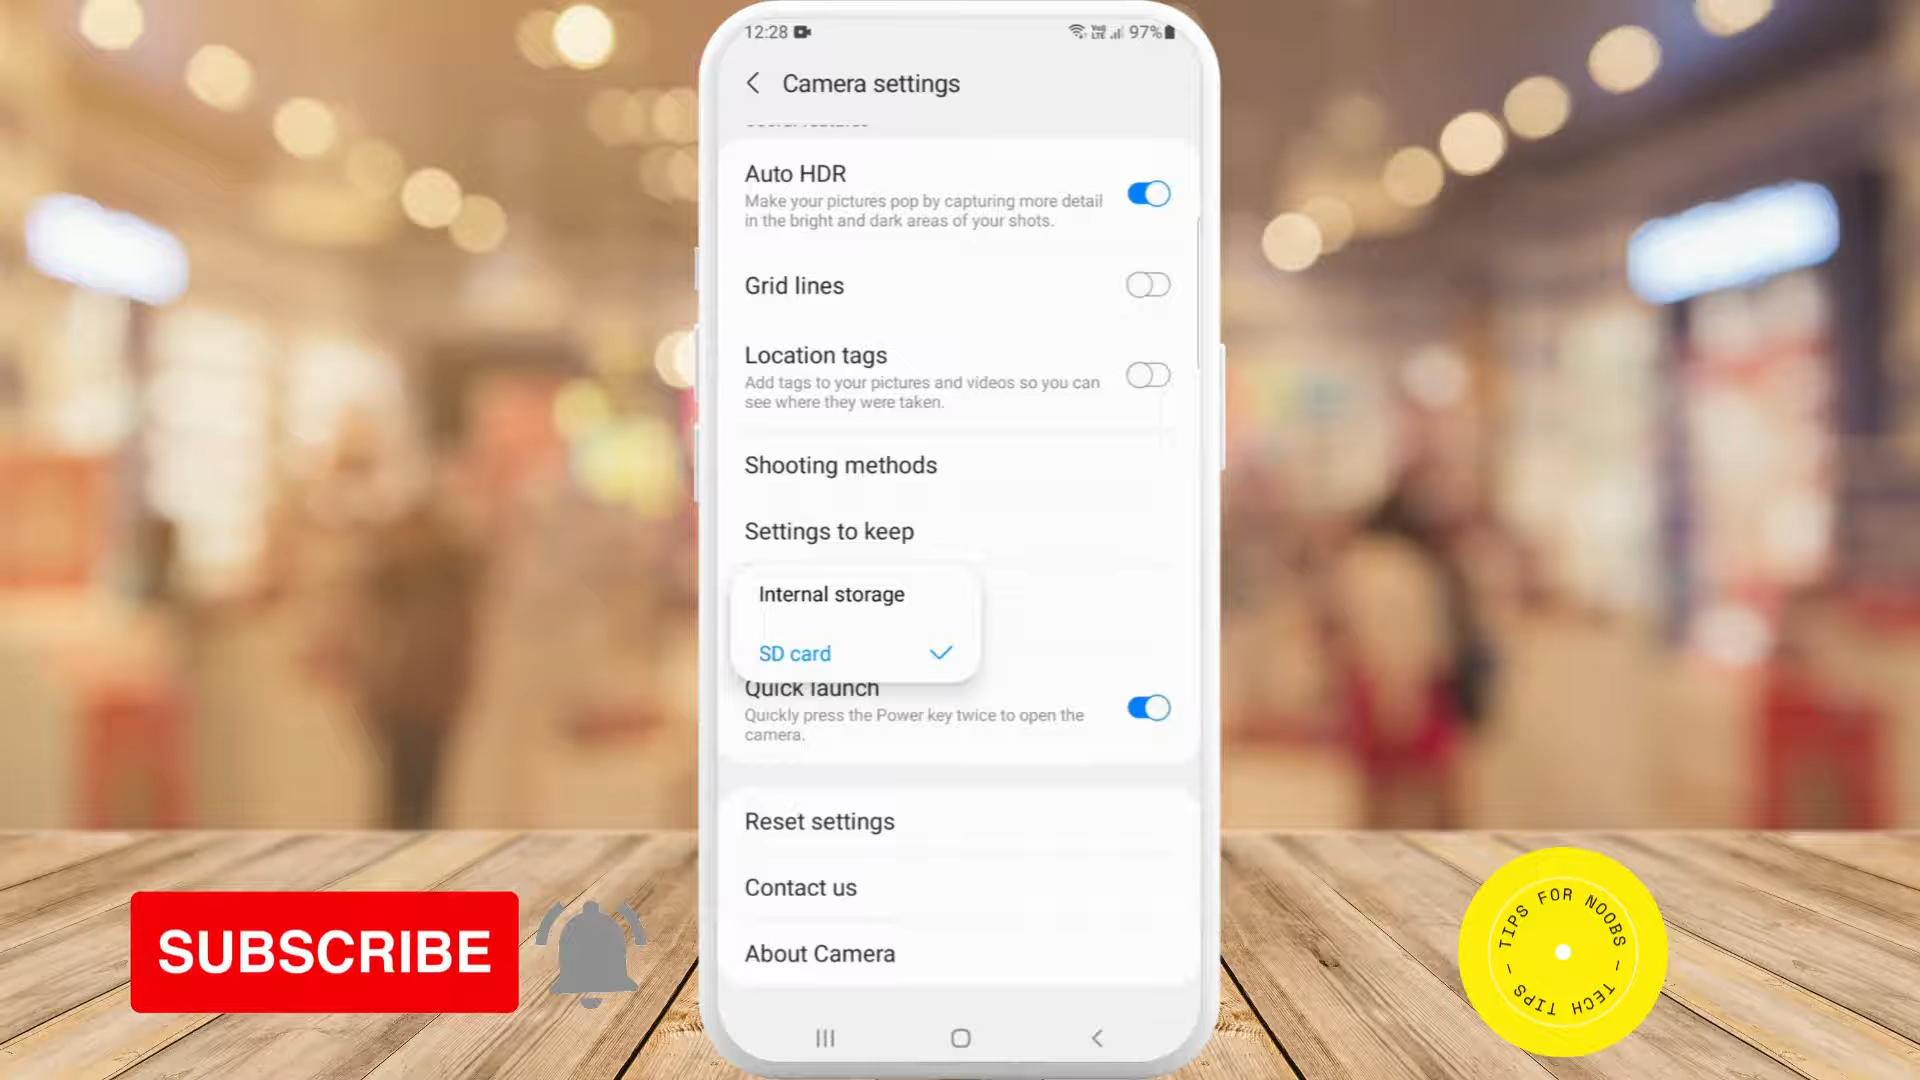 12:28
97%
Camera settings
Auto HDR
Make your pictures pop by capturing more detail
in the bright and dark areas of your shots.
Grid lines
Location tags
Add tags to your pictures and videos so you can
see where they were taken.
Shooting methods
Settings to keep
Internal storage
SD card
Quick launch
Quickly press the Power key twice to open the
camera.
Reset settings
Contact us
About Camera
SUBSCRIBE
TIPS FOR NOOBS – TECH TIPS –